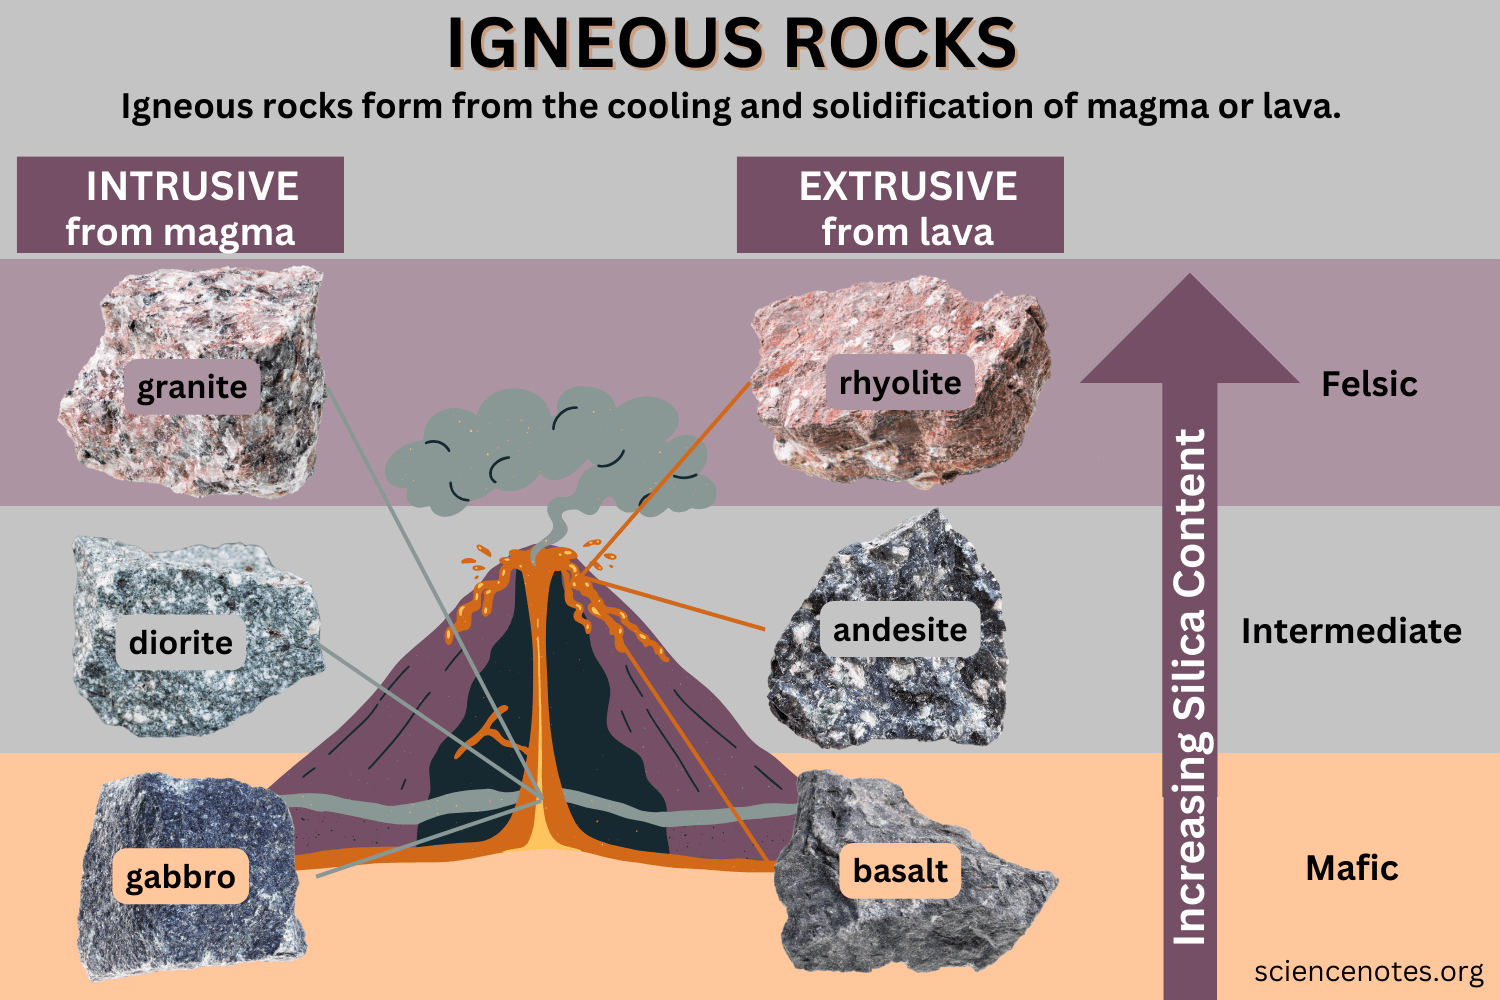 IGNEOUS ROCKS
Igneous rocks form from the cooling and solidification of magma or lava.
INTRUSIVE
from magma
EXTRUSIVE
from lava
granite
rhyolite
Felsic
diorite
andesite
Intermediate
gabbro
basalt
Mafic
Increasing Silica Content
sciencenotes.org